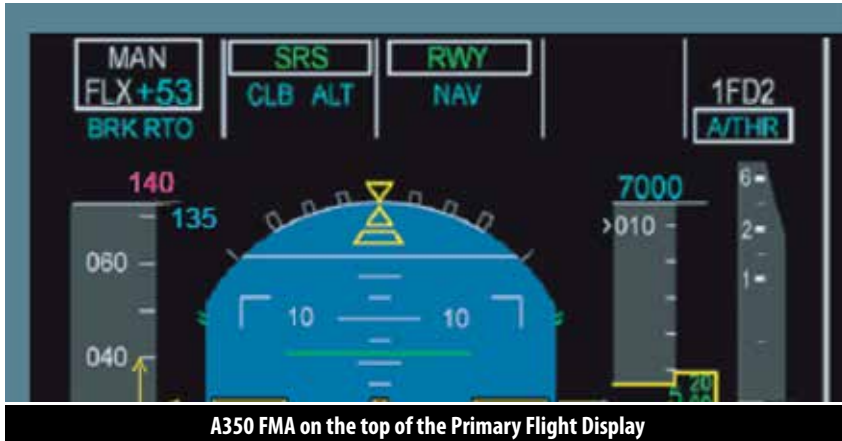 MAN SRS RWY
FLX +53 CLB ALT NAV 1FD2
BRK RTO A/THR
140 7000 6
135 010 2
060 1
10 10
040
20
A350 FMA on the top of the Primary Flight Display